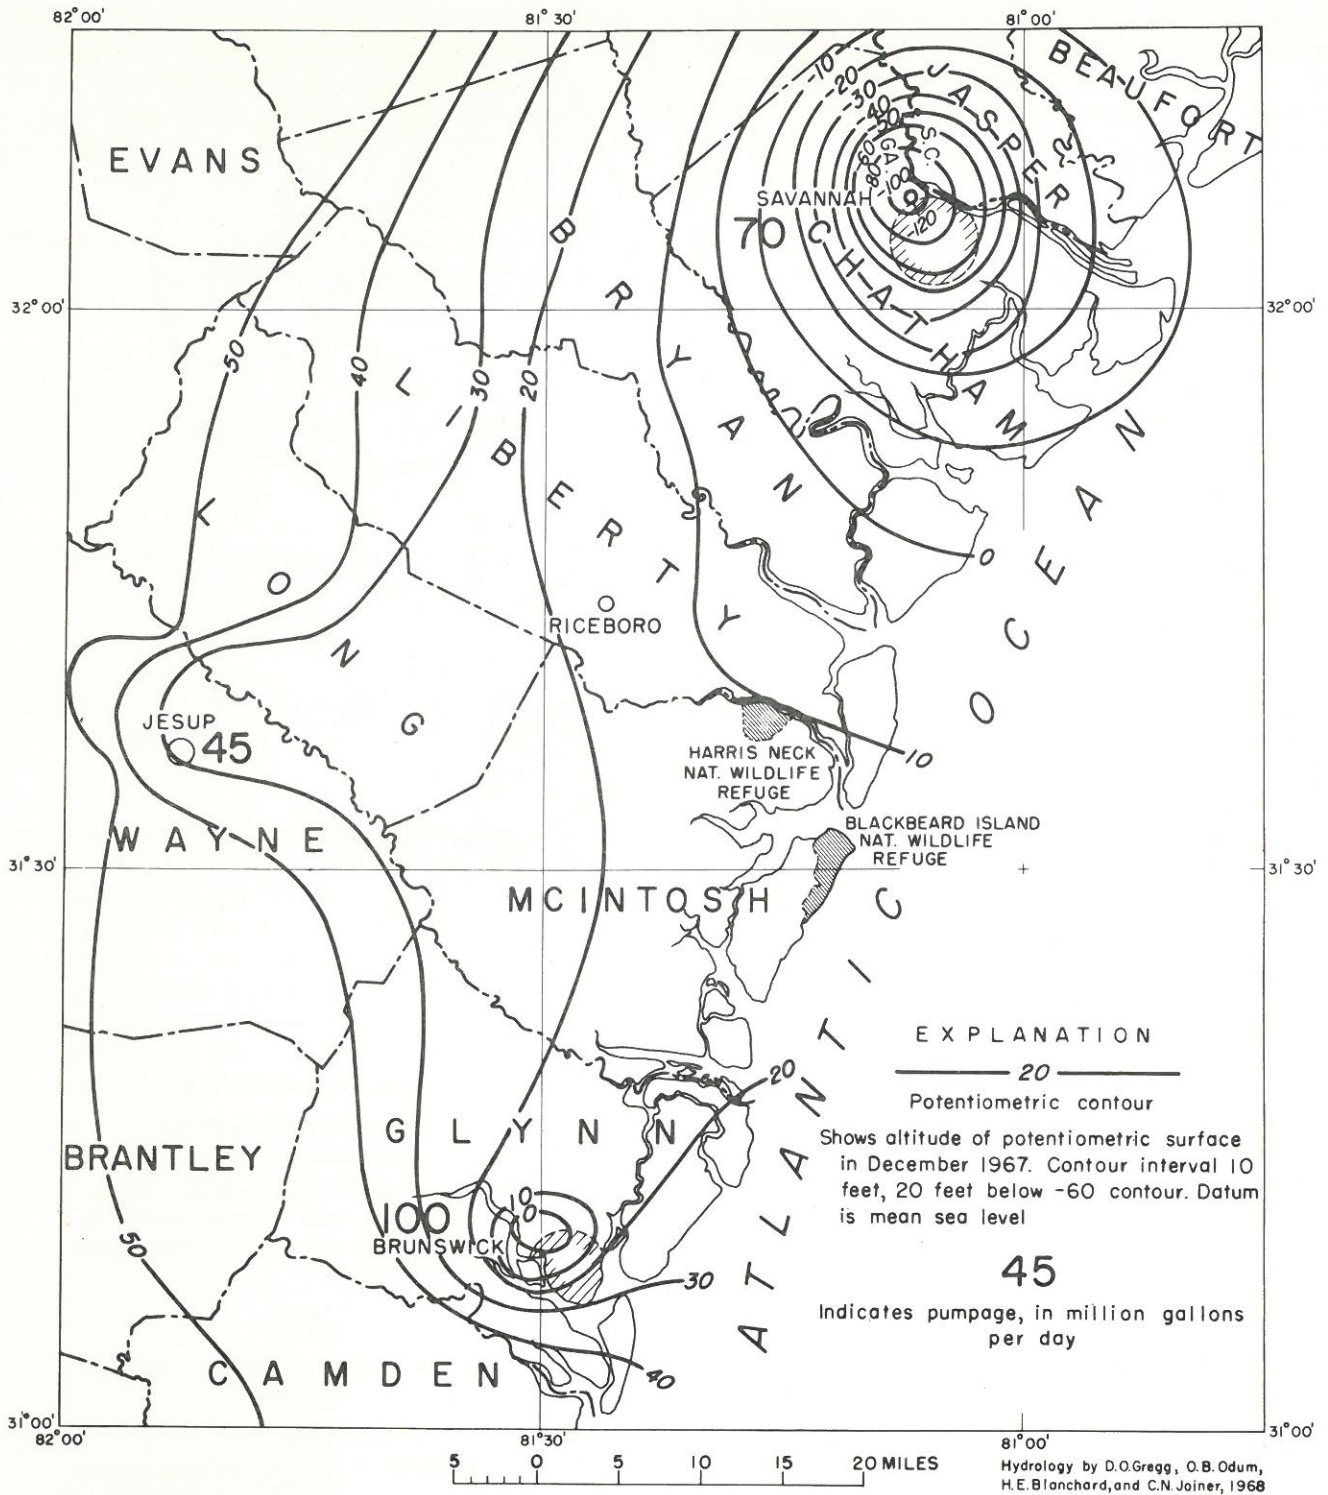 82°00'
81°30'
81°00'
BEAUFORT
JASPER
EVANS
-10
-20
-30
-40
-50
-60
-80
-100
-120
GA.
S.C.
SAVANNAH
70
CHATHAM
BRYAN
32°00'
32°00'
50
40
30
20
LIBERTY
LONG
0
RICEBORO
ATLANTIC OCEAN
JESUP
45
10
HARRIS NECK
NAT. WILDLIFE
REFUGE
BLACKBEARD ISLAND
NAT. WILDLIFE
REFUGE
WAYNE
31°30'
31°30'
MCINTOSH
20
GLYNN
BRANTLEY
10
0
100
BRUNSWICK
50
30
40
CAMDEN
EXPLANATION
20
Potentiometric contour
Shows altitude of potentiometric surface
in December 1967. Contour interval 10
feet, 20 feet below -60 contour. Datum
is mean sea level
45
Indicates pumpage, in million gallons
per day
31°00'
31°00'
82°00'
81°30'
81°00'
5 0 5 10 15 20 MILES
Hydrology by D.O.Gregg, O.B.Odum,
H.E.Blanchard, and C.N.Joiner, 1968